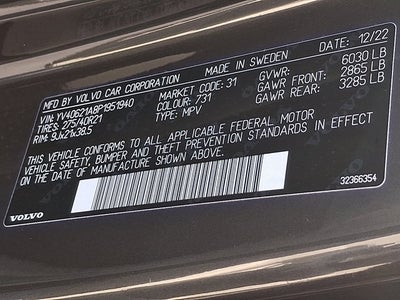 MFD BY VOLVO CAR CORPORATION MADE IN SWEDEN DATE: 12/22
VIN: YV40621A8P1951940 MARKET CODE: 31 GVWR: 6030 LB
TIRES: 275/40R21 COLOUR: 731 GAWR FRONT: 2865 LB
RIM: 9Jx21x38.5 TYPE: MPV GAWR REAR: 3285 LB
THIS VEHICLE CONFORMS TO ALL APPLICABLE FEDERAL MOTOR
VEHICLE SAFETY, BUMPER AND THEFT PREVENTION STANDARDS IN EFFECT
ON THE DATE OF MANUFACTURE SHOWN ABOVE.
VOLVO 32366354